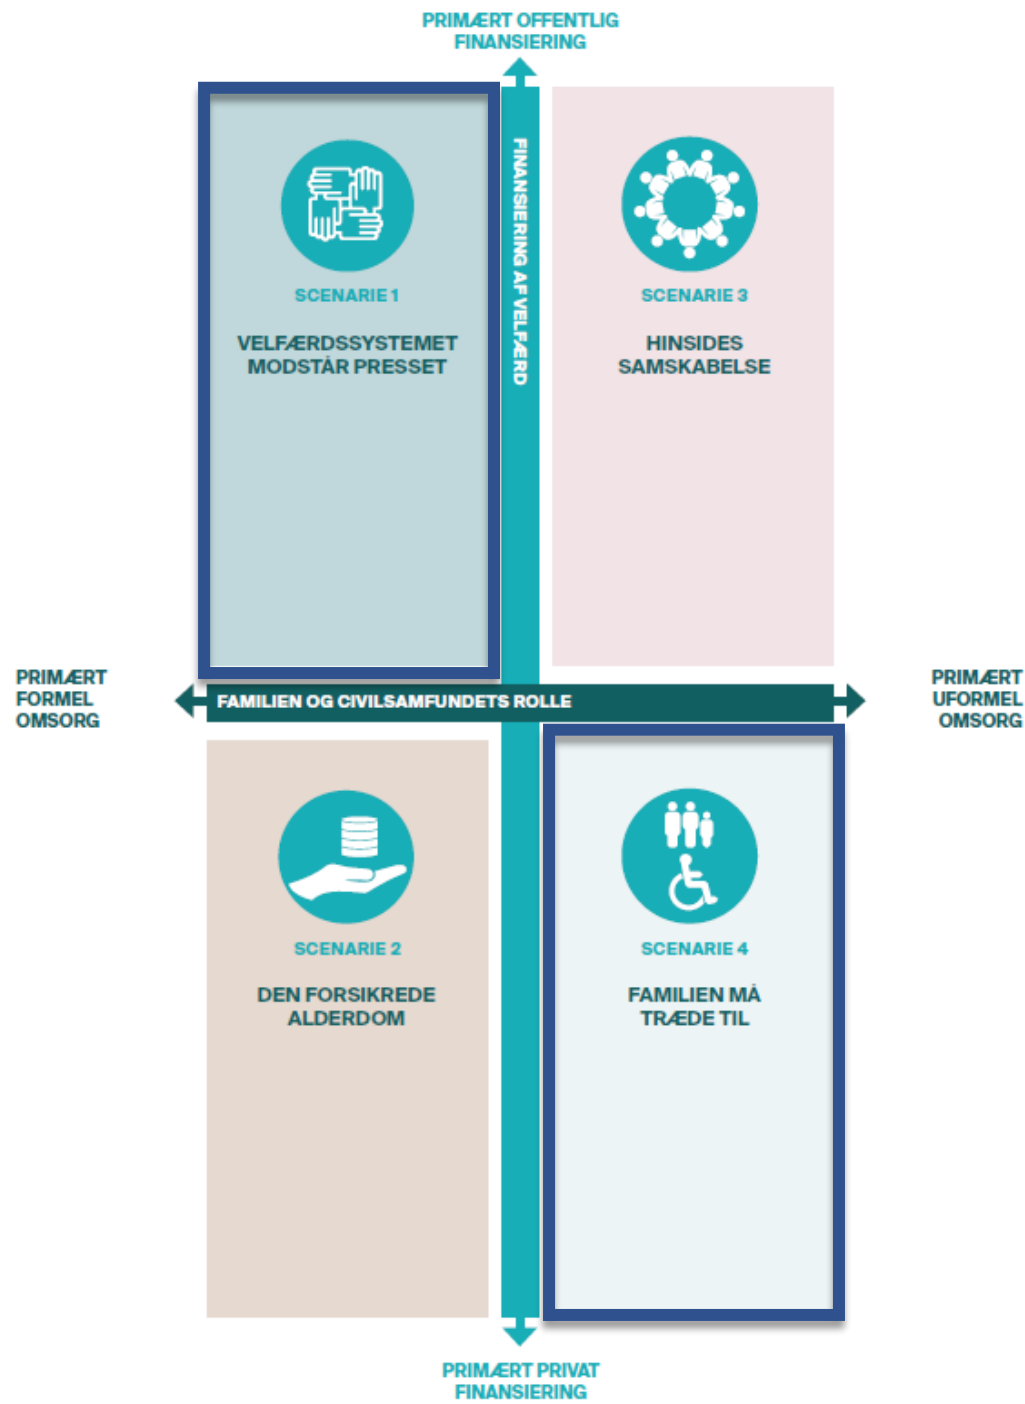 PRIMÆRT OFFENTLIG
FINANSIERING
FINANSIERING AF VELFÆRD
SCENARIE 1
VELFÆRDSSYSTEMET
MODSTÅR PRESSET
SCENARIE 3
HINSIDES
SAMSKABELSE
PRIMÆRT
FORMEL
OMSORG
FAMILIEN OG CIVILSAMFUNDETS ROLLE
PRIMÆRT
UFORMEL
OMSORG
SCENARIE 2
DEN FORSIKREDE
ALDERDOM
SCENARIE 4
FAMILIEN MÅ
TRÆDE TIL
PRIMÆRT PRIVAT
FINANSIERING